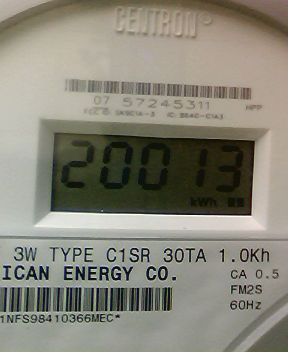 CENTRON®
07 57245311
HPP
20013
kWh
3W TYPE C1SR 30TA 1.0Kh
ICAN ENERGY CO.
CA 0.5
FM2S
60Hz
1NFS98410366MEC*